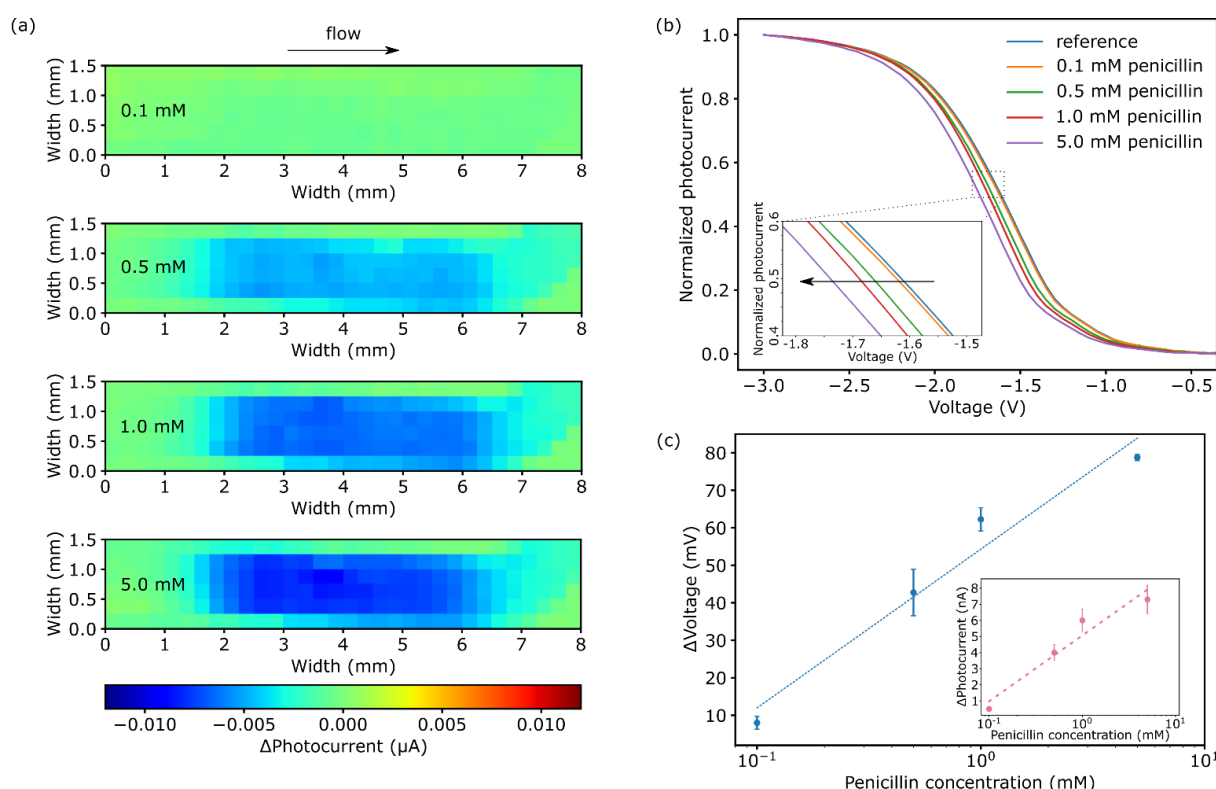 (a)
flow
Width (mm)
1.5
1.0
0.5
0.0
0.1 mM
0 1 2 3 4 5 6 7 8
Width (mm)
Width (mm)
1.5
1.0
0.5
0.0
0.5 mM
0 1 2 3 4 5 6 7 8
Width (mm)
Width (mm)
1.5
1.0
0.5
0.0
1.0 mM
0 1 2 3 4 5 6 7 8
Width (mm)
Width (mm)
1.5
1.0
0.5
0.0
5.0 mM
0 1 2 3 4 5 6 7 8
Width (mm)
−0.010 −0.005 0.000 0.005 0.010
ΔPhotocurrent (µA)
(b)
Normalized photocurrent
1.0
0.8
0.6
0.4
0.2
0.0
reference
0.1 mM penicillin
0.5 mM penicillin
1.0 mM penicillin
5.0 mM penicillin
Normalized photocurrent
0.6
0.5
0.4
-1.8 -1.7 -1.6 -1.5
Voltage (V)
−3.0 −2.5 −2.0 −1.5 −1.0 −0.5
Voltage (V)
(c)
ΔVoltage (mV)
80
70
60
50
40
30
20
10
ΔPhotocurrent (nA)
8
7
6
5
4
3
2
1
10⁻¹ 10⁰ 10¹
Penicillin concentration (mM)
10⁻¹ 10⁰ 10¹
Penicillin concentration (mM)